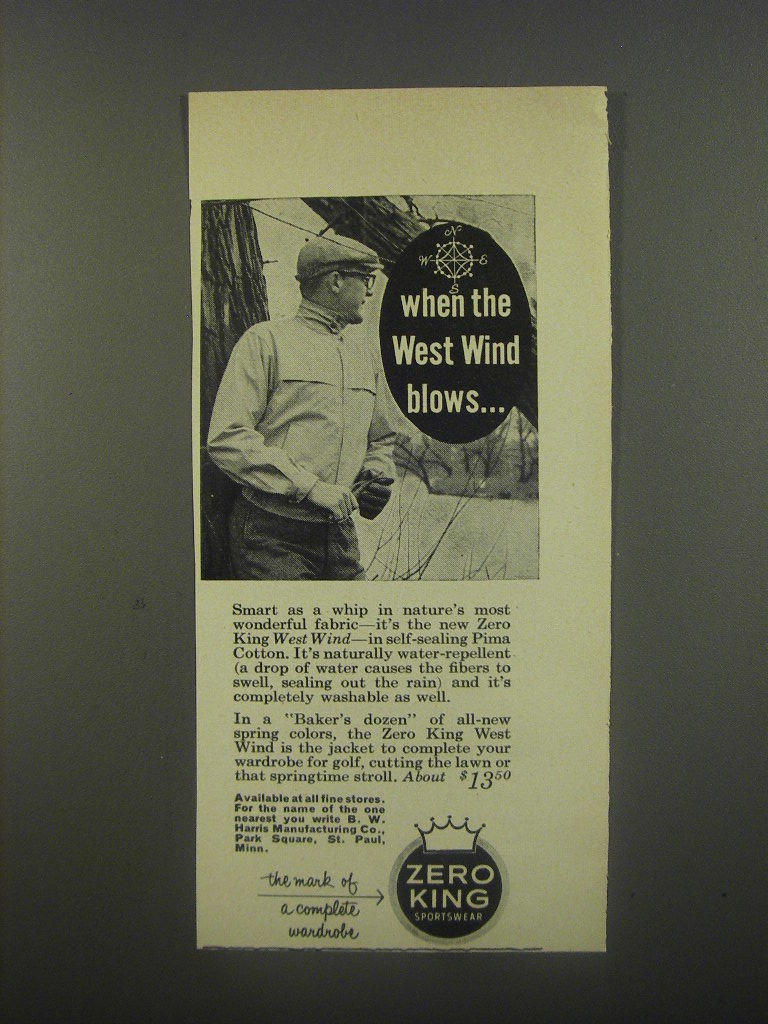 N
W E
S
when the
West Wind
blows...
Smart as a whip in nature's most
wonderful fabric—it's the new Zero
King West Wind—in self-sealing Pima
Cotton. It's naturally water-repellent
(a drop of water causes the fibers to
swell, sealing out the rain) and it's
completely washable as well.
In a "Baker's dozen" of all-new
spring colors, the Zero King West
Wind is the jacket to complete your
wardrobe for golf, cutting the lawn or
that springtime stroll. About $13 50
Available at all fine stores.
For the name of the one
nearest you write B. W.
Harris Manufacturing Co.,
Park Square, St. Paul,
Minn.
the mark of
a complete
wardrobe
ZERO
KING
SPORTSWEAR